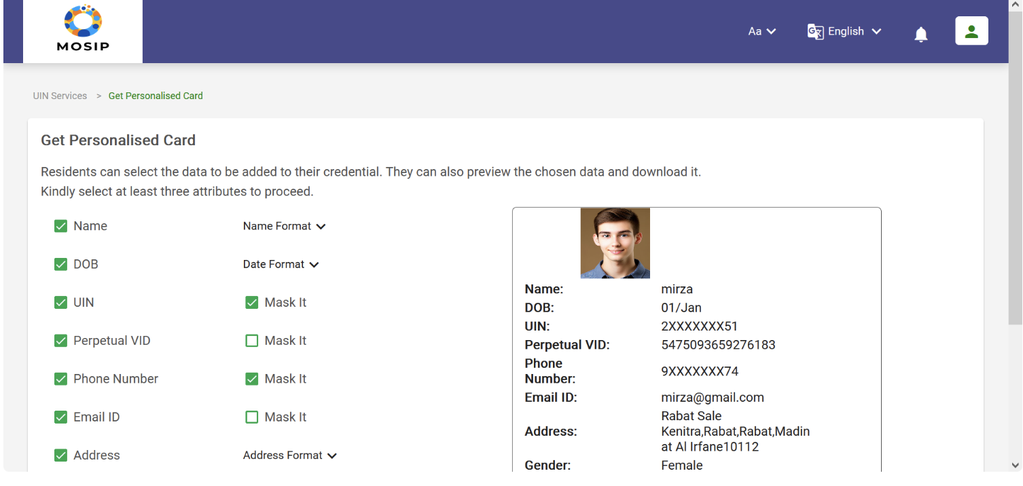 MOSIP
Aa
English
UIN Services > Get Personalised Card
Get Personalised Card
Residents can select the data to be added to their credential. They can also preview the chosen data and download it.
Kindly select at least three attributes to proceed.
Name Name Format
DOB Date Format
UIN Mask It
Perpetual VID Mask It
Phone Number Mask It
Email ID Mask It
Address Address Format
Name: mirza
DOB: 01/Jan
UIN: 2XXXXXXX51
Perpetual VID: 5475093659276183
Phone
Number: 9XXXXXXX74
Email ID: mirza@gmail.com
Address: Rabat Sale
Kenitra,Rabat,Rabat,Madin
at Al Irfane10112
Gender: Female